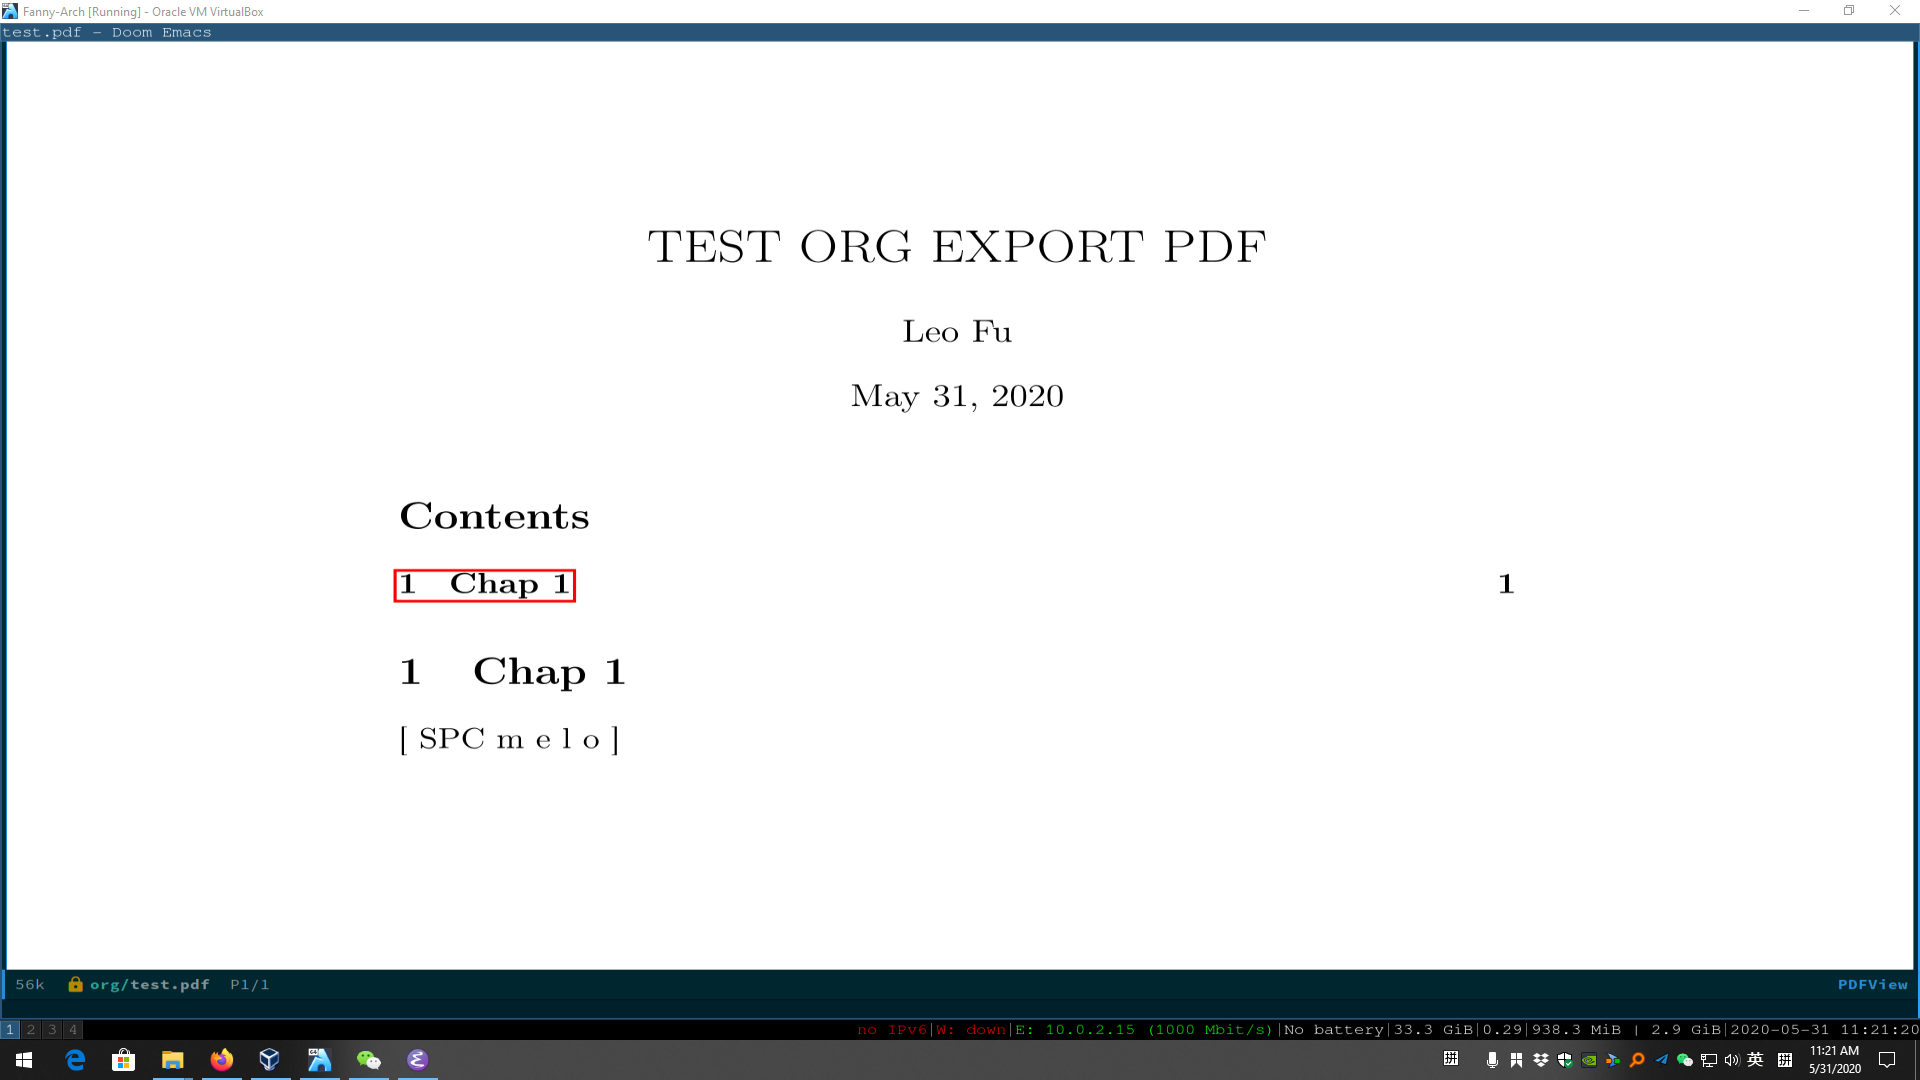 Fanny-Arch [Running] - Oracle VM VirtualBox
test.pdf - Doom Emacs
TEST ORG EXPORT PDF
Leo Fu
May 31, 2020
Contents
1 Chap 1 1
1 Chap 1
[ SPC m e l o ]
56k org/test.pdf P1/1 PDFView
1 2 3 4 no IPv6|W: down|E: 10.0.2.15 (1000 Mbit/s)|No battery|33.3 GiB|0.29|938.3 MiB | 2.9 GiB|2020-05-31 11:21:20
拼 英 拼 11:21 AM
5/31/2020